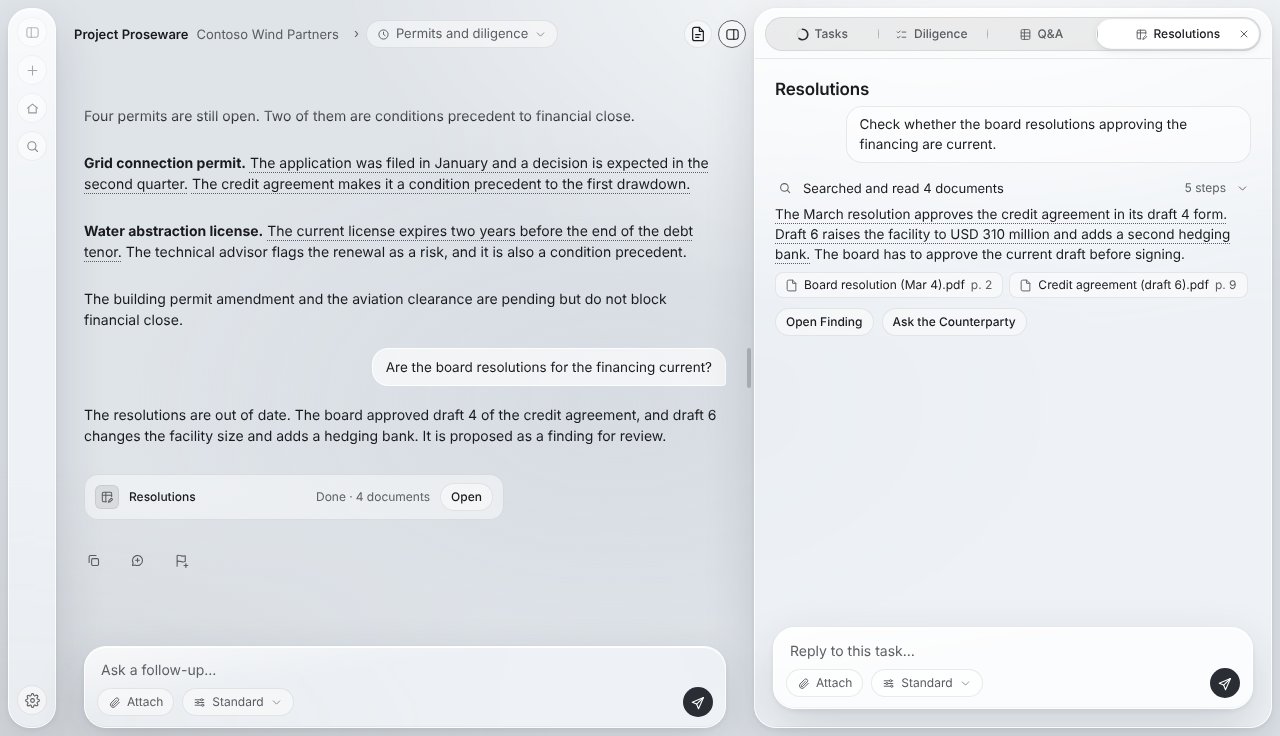 Project Proseware Contoso Wind Partners › Permits and diligence
Four permits are still open. Two of them are conditions precedent to financial close.
Grid connection permit. The application was filed in January and a decision is expected in the
second quarter. The credit agreement makes it a condition precedent to the first drawdown.
Water abstraction license. The current license expires two years before the end of the debt
tenor. The technical advisor flags the renewal as a risk, and it is also a condition precedent.
The building permit amendment and the aviation clearance are pending but do not block
financial close.
Are the board resolutions for the financing current?
The resolutions are out of date. The board approved draft 4 of the credit agreement, and draft 6
changes the facility size and adds a hedging bank. It is proposed as a finding for review.
Resolutions Done · 4 documents Open
Ask a follow-up...
Attach Standard
Tasks Diligence Q&A Resolutions
Resolutions
Check whether the board resolutions approving the
financing are current.
Searched and read 4 documents 5 steps
The March resolution approves the credit agreement in its draft 4 form.
Draft 6 raises the facility to USD 310 million and adds a second hedging
bank. The board has to approve the current draft before signing.
Board resolution (Mar 4).pdf p. 2 Credit agreement (draft 6).pdf p. 9
Open Finding Ask the Counterparty
Reply to this task...
Attach Standard